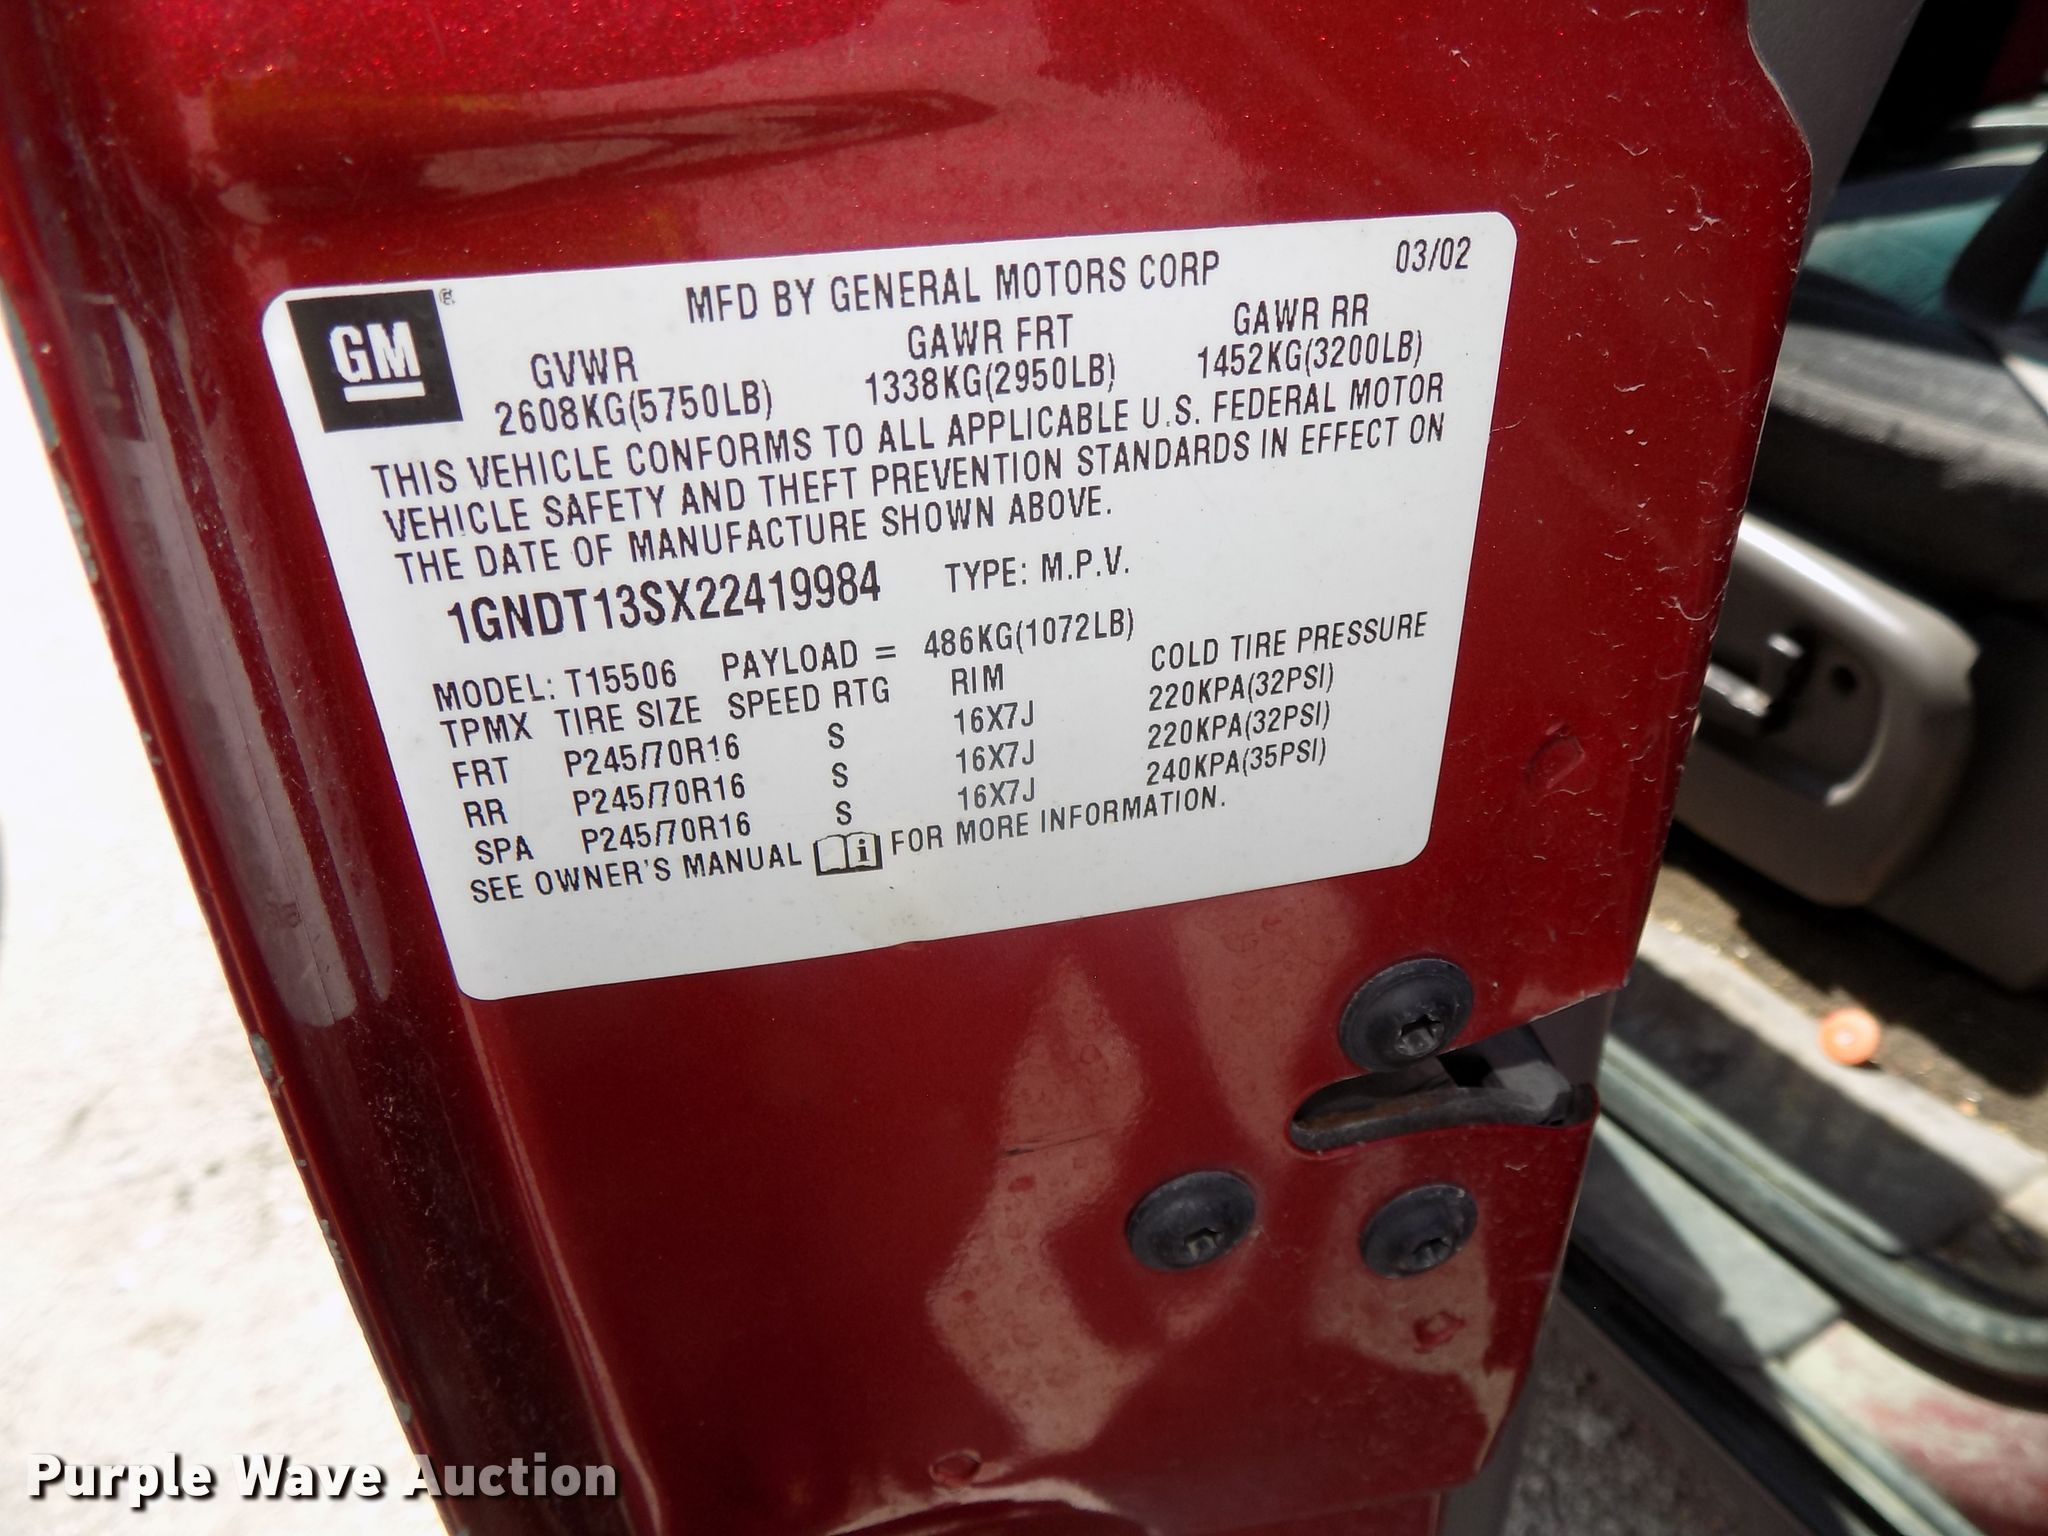 GM®
MFD BY GENERAL MOTORS CORP 03/02
GVWR GAWR FRT GAWR RR
2608KG(5750LB) 1338KG(2950LB) 1452KG(3200LB)
THIS VEHICLE CONFORMS TO ALL APPLICABLE U.S. FEDERAL MOTOR
VEHICLE SAFETY AND THEFT PREVENTION STANDARDS IN EFFECT ON
THE DATE OF MANUFACTURE SHOWN ABOVE.
1GNDT13SX22419984 TYPE: M.P.V.
MODEL: T15506 PAYLOAD = 486KG(1072LB)
TPMX TIRE SIZE SPEED RTG RIM COLD TIRE PRESSURE
FRT P245/70R16 S 16X7J 220KPA(32PSI)
RR P245/70R16 S 16X7J 220KPA(32PSI)
SPA P245/70R16 S 16X7J 240KPA(35PSI)
SEE OWNER'S MANUAL i FOR MORE INFORMATION.
Purple Wave Auction